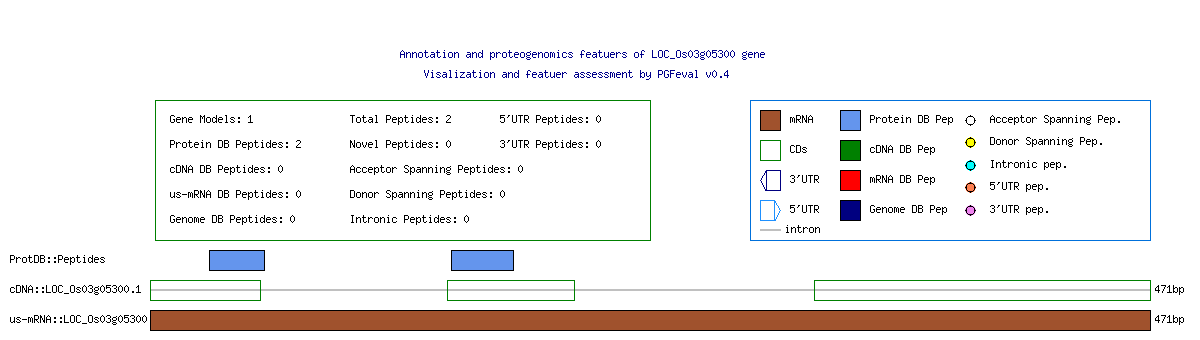 Annotation and proteogenomics featuers of LOC_Os03g05300 gene
Visalization and featuer assessment by PGFeval v0.4
Gene Models: 1 Total Peptides: 2 5'UTR Peptides: 0
Protein DB Peptides: 2 Novel Peptides: 0 3'UTR Peptides: 0
cDNA DB Peptides: 0 Acceptor Spanning Peptides: 0
us-mRNA DB Peptides: 0 Donor Spanning Peptides: 0
Genome DB Peptides: 0 Intronic Peptides: 0
mRNA Protein DB Pep Acceptor Spanning Pep.
CDs cDNA DB Pep Donor Spanning Pep.
3'UTR mRNA DB Pep Intronic pep.
5'UTR Genome DB Pep 5'UTR pep.
intron 3'UTR pep.
ProtDB::Peptides
cDNA::LOC_Os03g05300.1 471bp
us-mRNA::LOC_Os03g05300 471bp